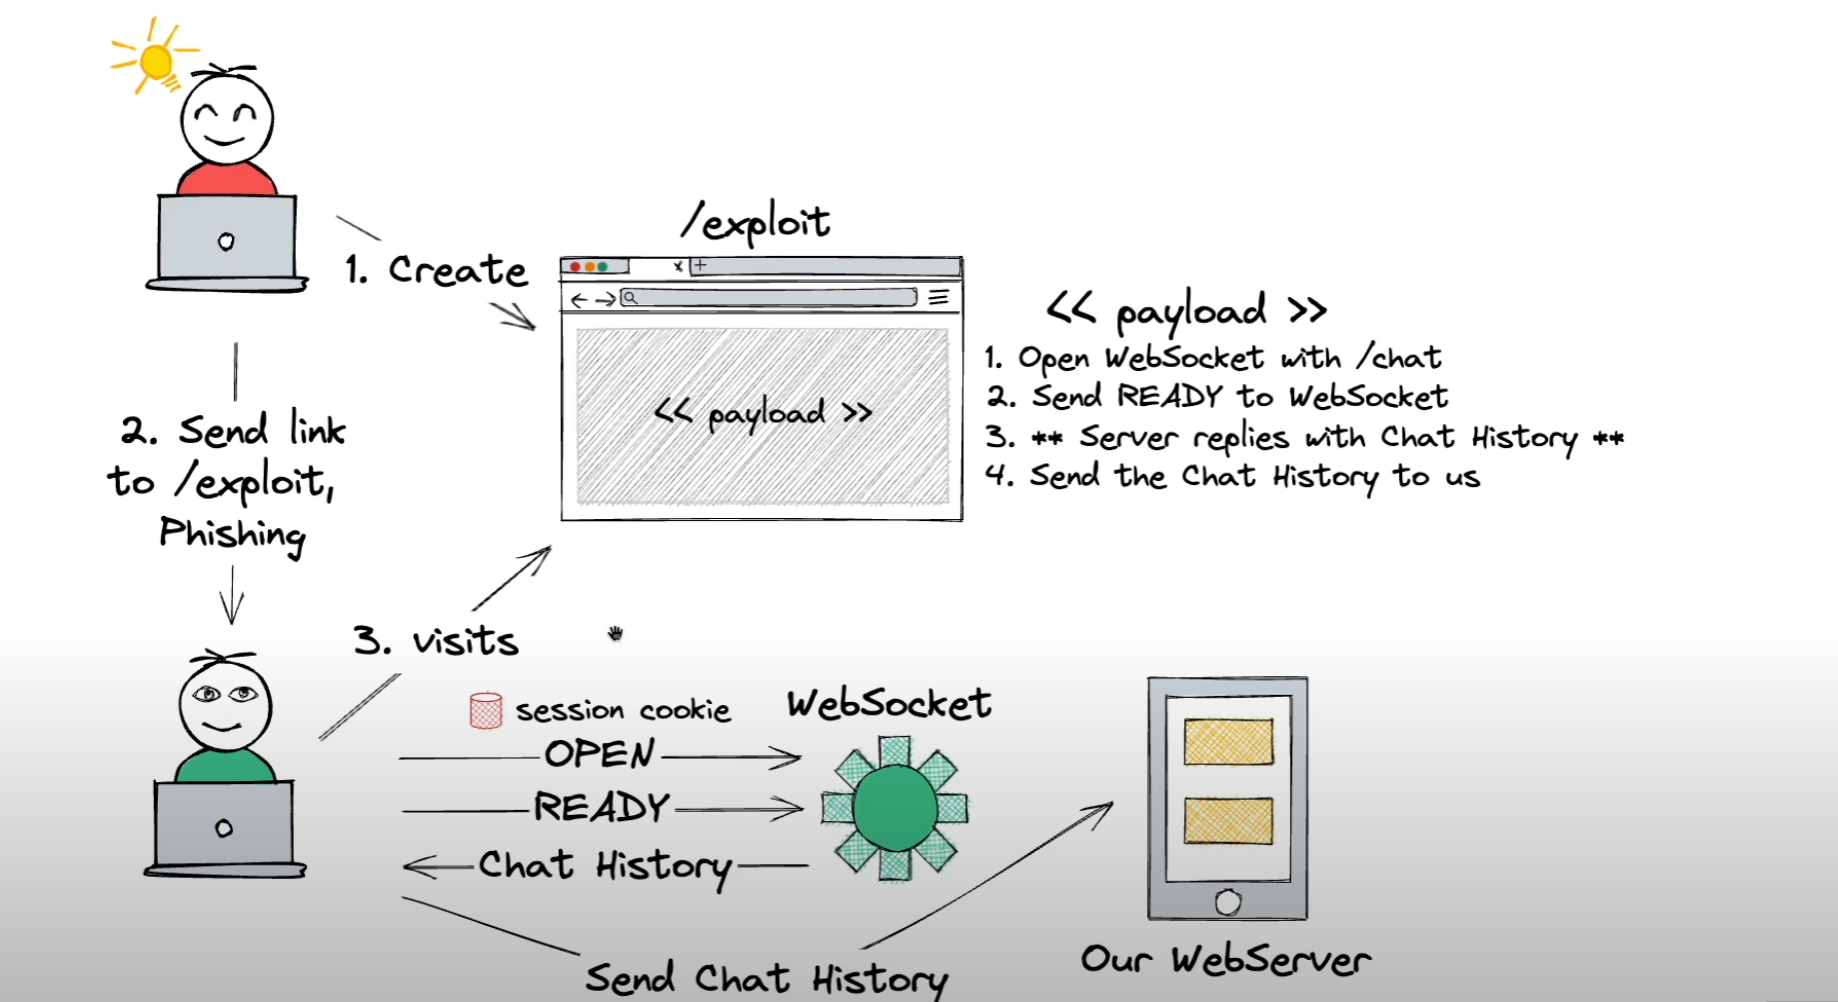 /exploit
1. Create
<< payload >>
<< payload >>
1. Open WebSocket with /chat
2. Send READY to WebSocket
3. ** Server replies with Chat History **
4. Send the Chat History to us
2. Send link
to /exploit,
Phishing
3. visits
session cookie
WebSocket
OPEN
READY
Chat History
Send Chat History
Our WebServer